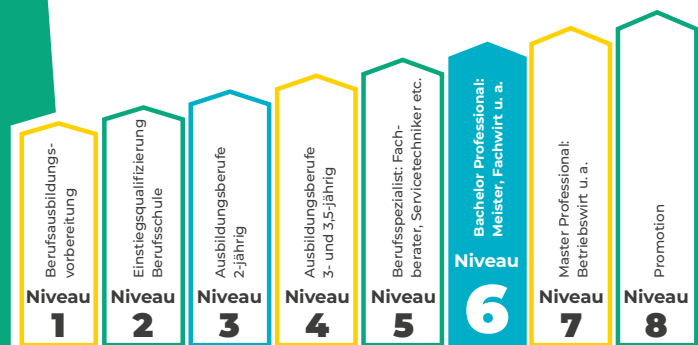 Berufsausbildungs-
vorbereitung
Niveau
1
Einstiegsqualifizierung
Berufsschule
Niveau
2
Ausbildungsberufe
2-jährig
Niveau
3
Ausbildungsberufe
3- und 3,5-jährig
Niveau
4
Berufsspezialist: Fach-
berater, Servicetechniker etc.
Niveau
5
Bachelor Professional:
Meister, Fachwirt u. a.
Niveau
6
Master Professional:
Betriebswirt u. a.
Niveau
7
Promotion
Niveau
8